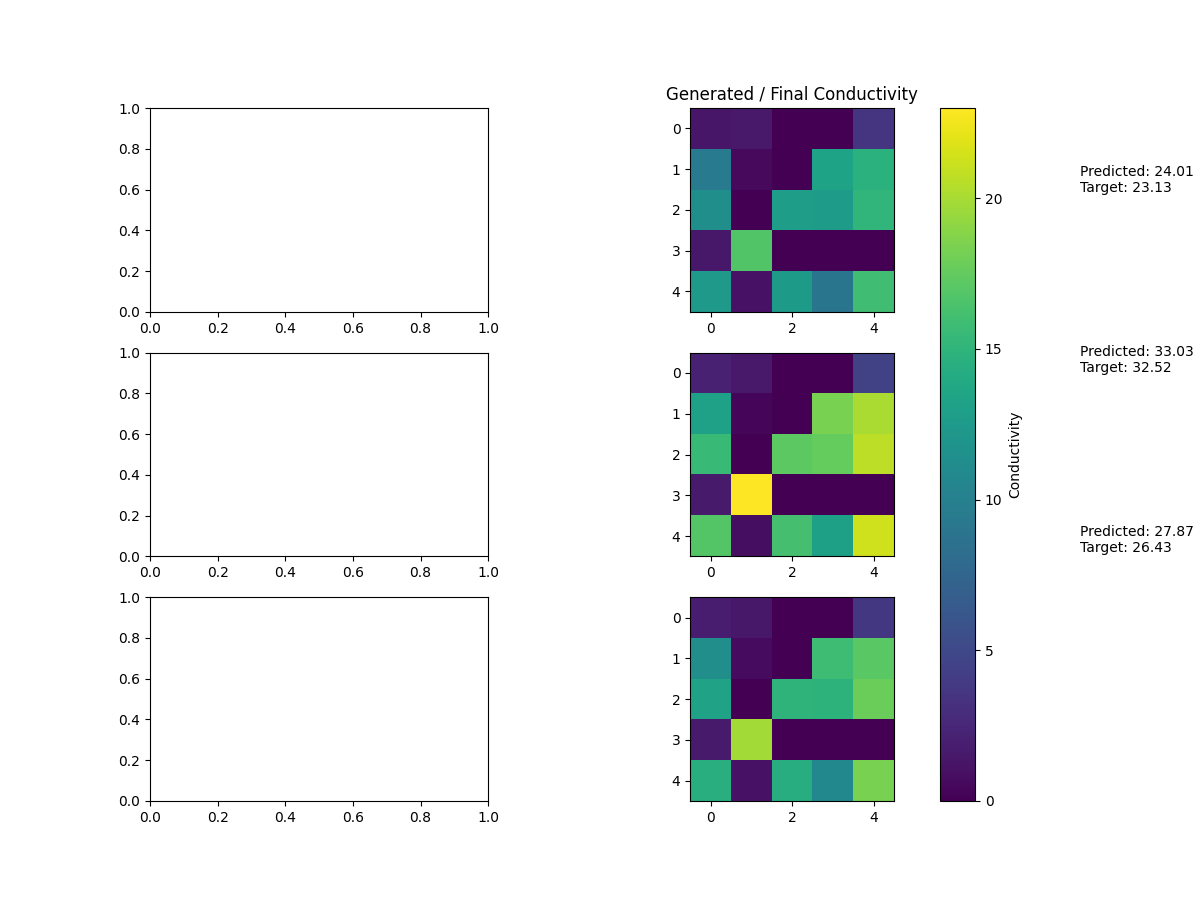 Generated / Final Conductivity
1.0
0.8
0.6
0.4
0.2
0.0
0.0 0.2 0.4 0.6 0.8 1.0
0
1
2
3
4
0 2 4
Predicted: 24.01
Target: 23.13
1.0
0.8
0.6
0.4
0.2
0.0
0.0 0.2 0.4 0.6 0.8 1.0
0
1
2
3
4
0 2 4
Predicted: 33.03
Target: 32.52
1.0
0.8
0.6
0.4
0.2
0.0
0.0 0.2 0.4 0.6 0.8 1.0
0
1
2
3
4
0 2 4
Predicted: 27.87
Target: 26.43
20
15
10
5
0
Conductivity